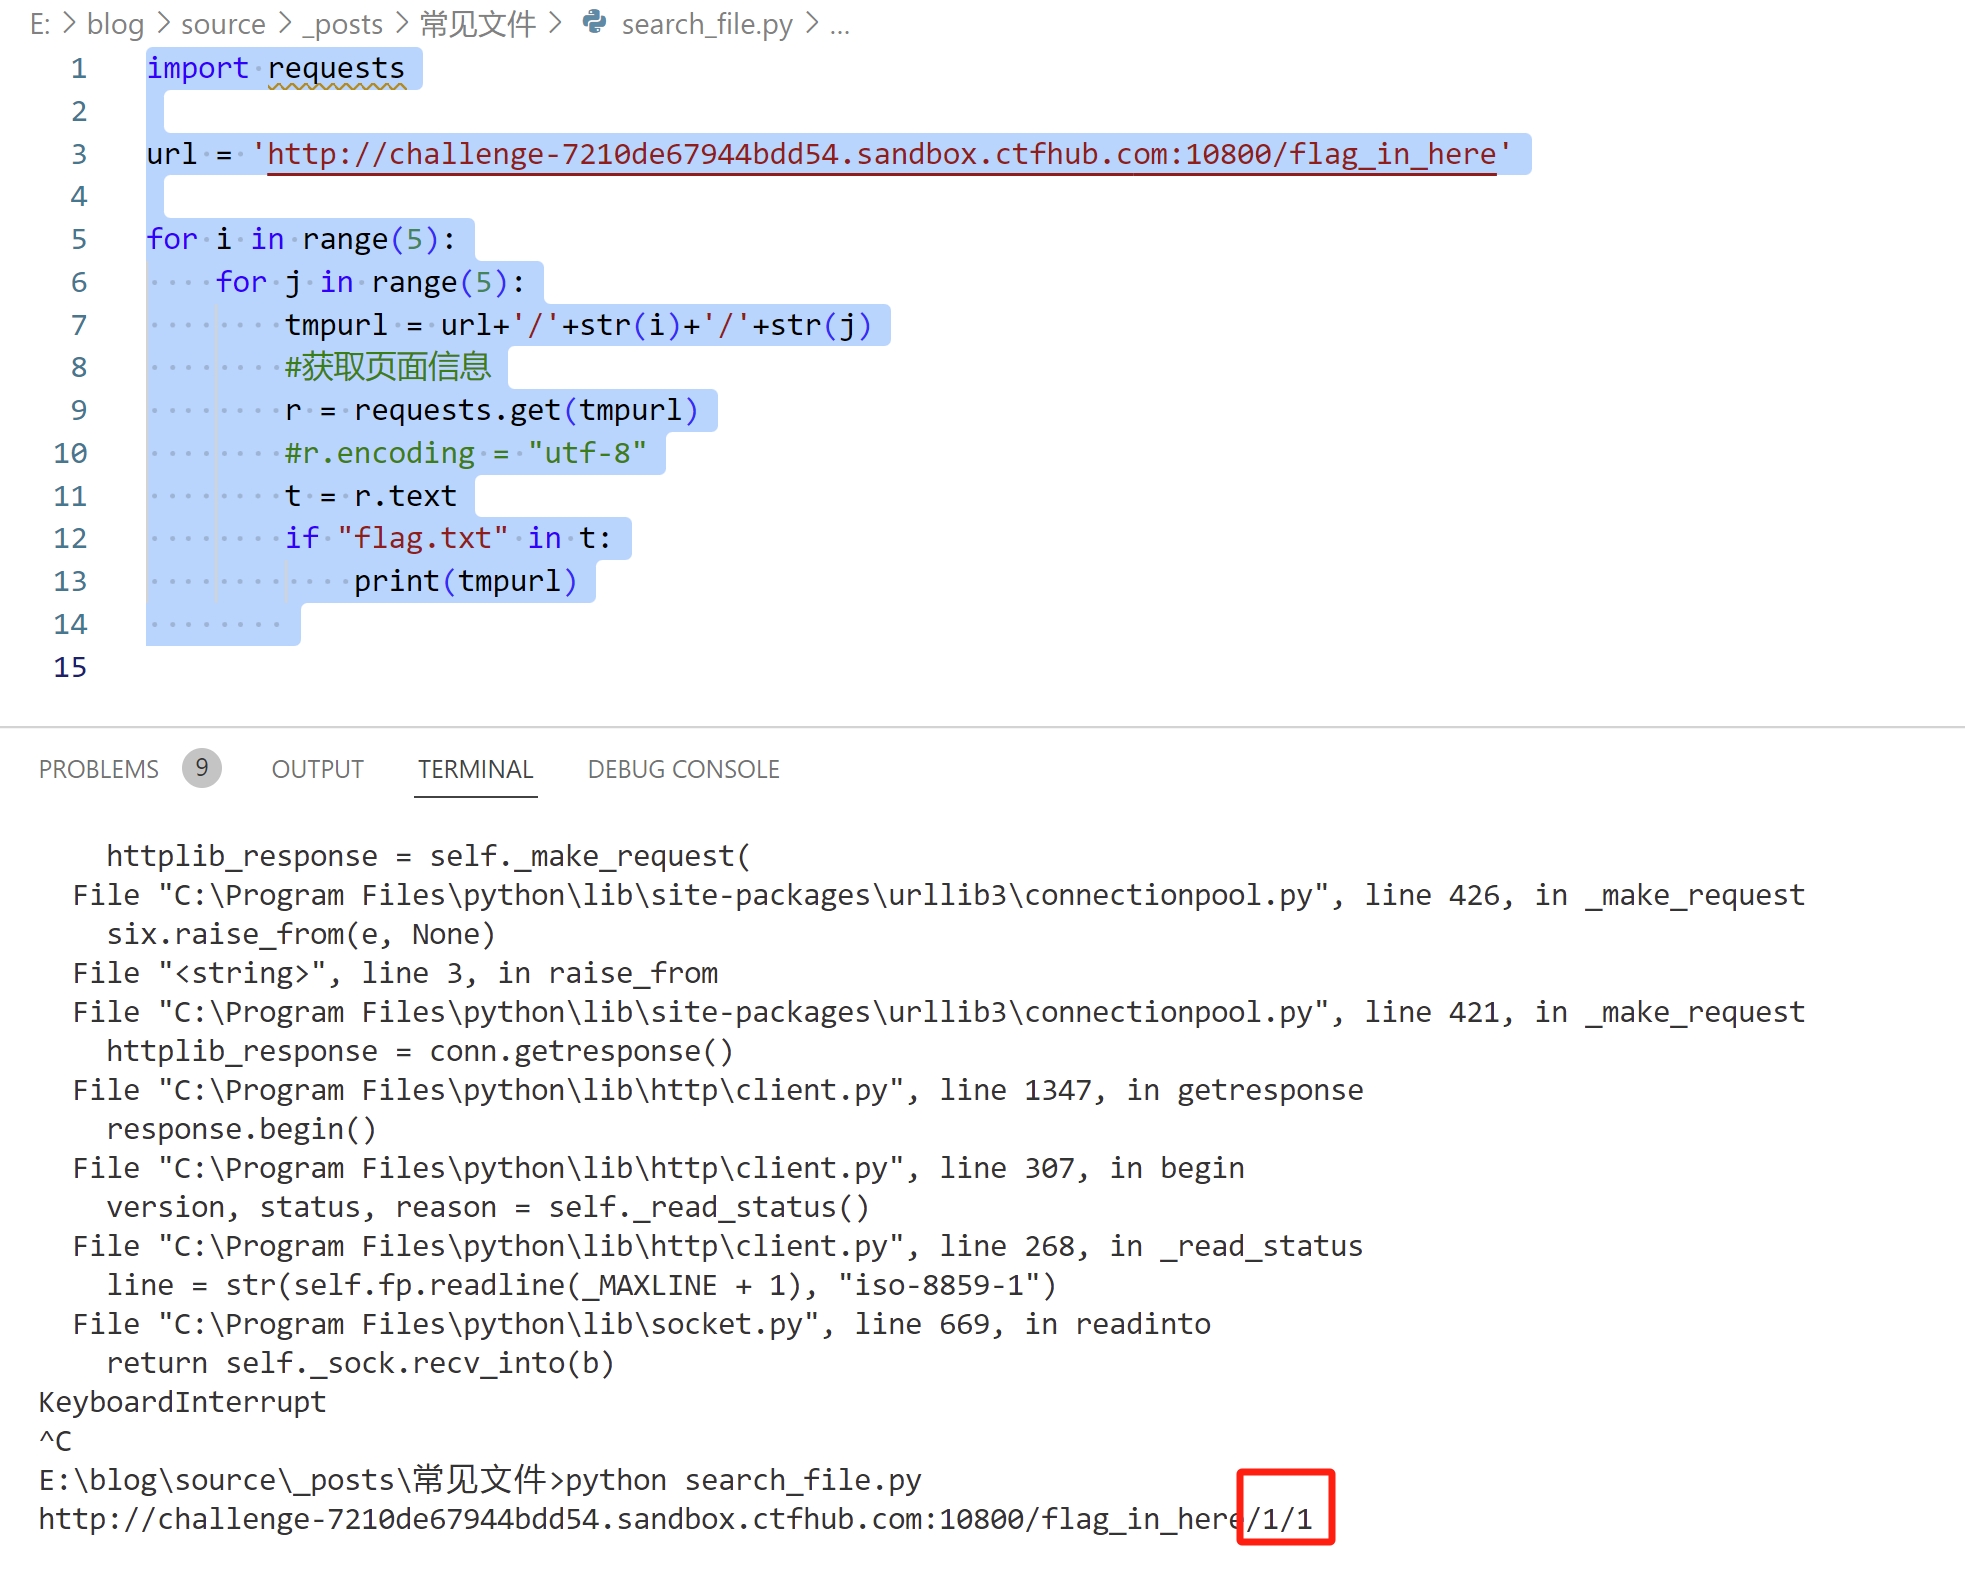 E: > blog > source > _posts > 常见文件 > search_file.py > ...
1 import requests
2
3 url = 'http://challenge-7210de67944bdd54.sandbox.ctfhub.com:10800/flag_in_here'
4
5 for i in range(5):
6     for j in range(5):
7         tmpurl = url+'/'+str(i)+'/'+str(j)
8         #获取页面信息
9         r = requests.get(tmpurl)
10         #r.encoding = "utf-8"
11         t = r.text
12         if "flag.txt" in t:
13             print(tmpurl)
14
15
PROBLEMS 9 OUTPUT TERMINAL DEBUG CONSOLE
    httplib_response = self._make_request(
  File "C:\Program Files\python\lib\site-packages\urllib3\connectionpool.py", line 426, in _make_request
    six.raise_from(e, None)
  File "<string>", line 3, in raise_from
  File "C:\Program Files\python\lib\site-packages\urllib3\connectionpool.py", line 421, in _make_request
    httplib_response = conn.getresponse()
  File "C:\Program Files\python\lib\http\client.py", line 1347, in getresponse
    response.begin()
  File "C:\Program Files\python\lib\http\client.py", line 307, in begin
    version, status, reason = self._read_status()
  File "C:\Program Files\python\lib\http\client.py", line 268, in _read_status
    line = str(self.fp.readline(_MAXLINE + 1), "iso-8859-1")
  File "C:\Program Files\python\lib\socket.py", line 669, in readinto
    return self._sock.recv_into(b)
KeyboardInterrupt
^C
E:\blog\source\_posts\常见文件>python search_file.py
http://challenge-7210de67944bdd54.sandbox.ctfhub.com:10800/flag_in_here/1/1